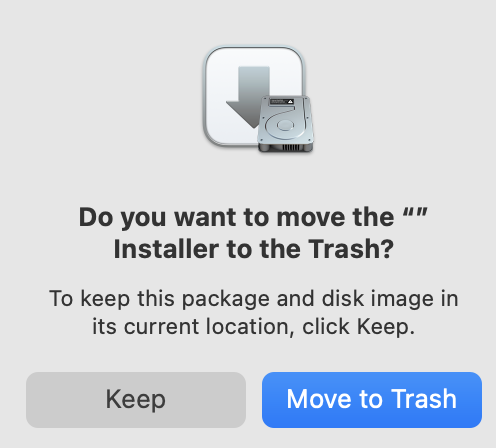 Do you want to move the “”
Installer to the Trash?
To keep this package and disk image in
its current location, click Keep.
Keep
Move to Trash